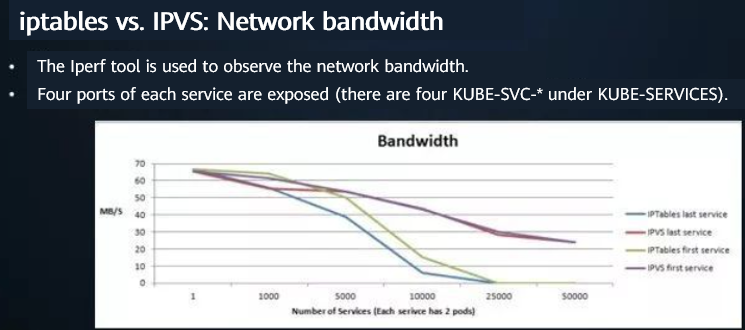 iptables vs. IPVS: Network bandwidth
• The Iperf tool is used to observe the network bandwidth.
• Four ports of each service are exposed (there are four KUBE-SVC-* under KUBE-SERVICES).
Bandwidth
70
60
50
40
30
20
10
0
MB/S
1 1000 5000 10000 25000 50000
Number of Services (Each serivce has 2 pods)
IPTables last service
IPVS last service
IPTables first service
IPVS first service